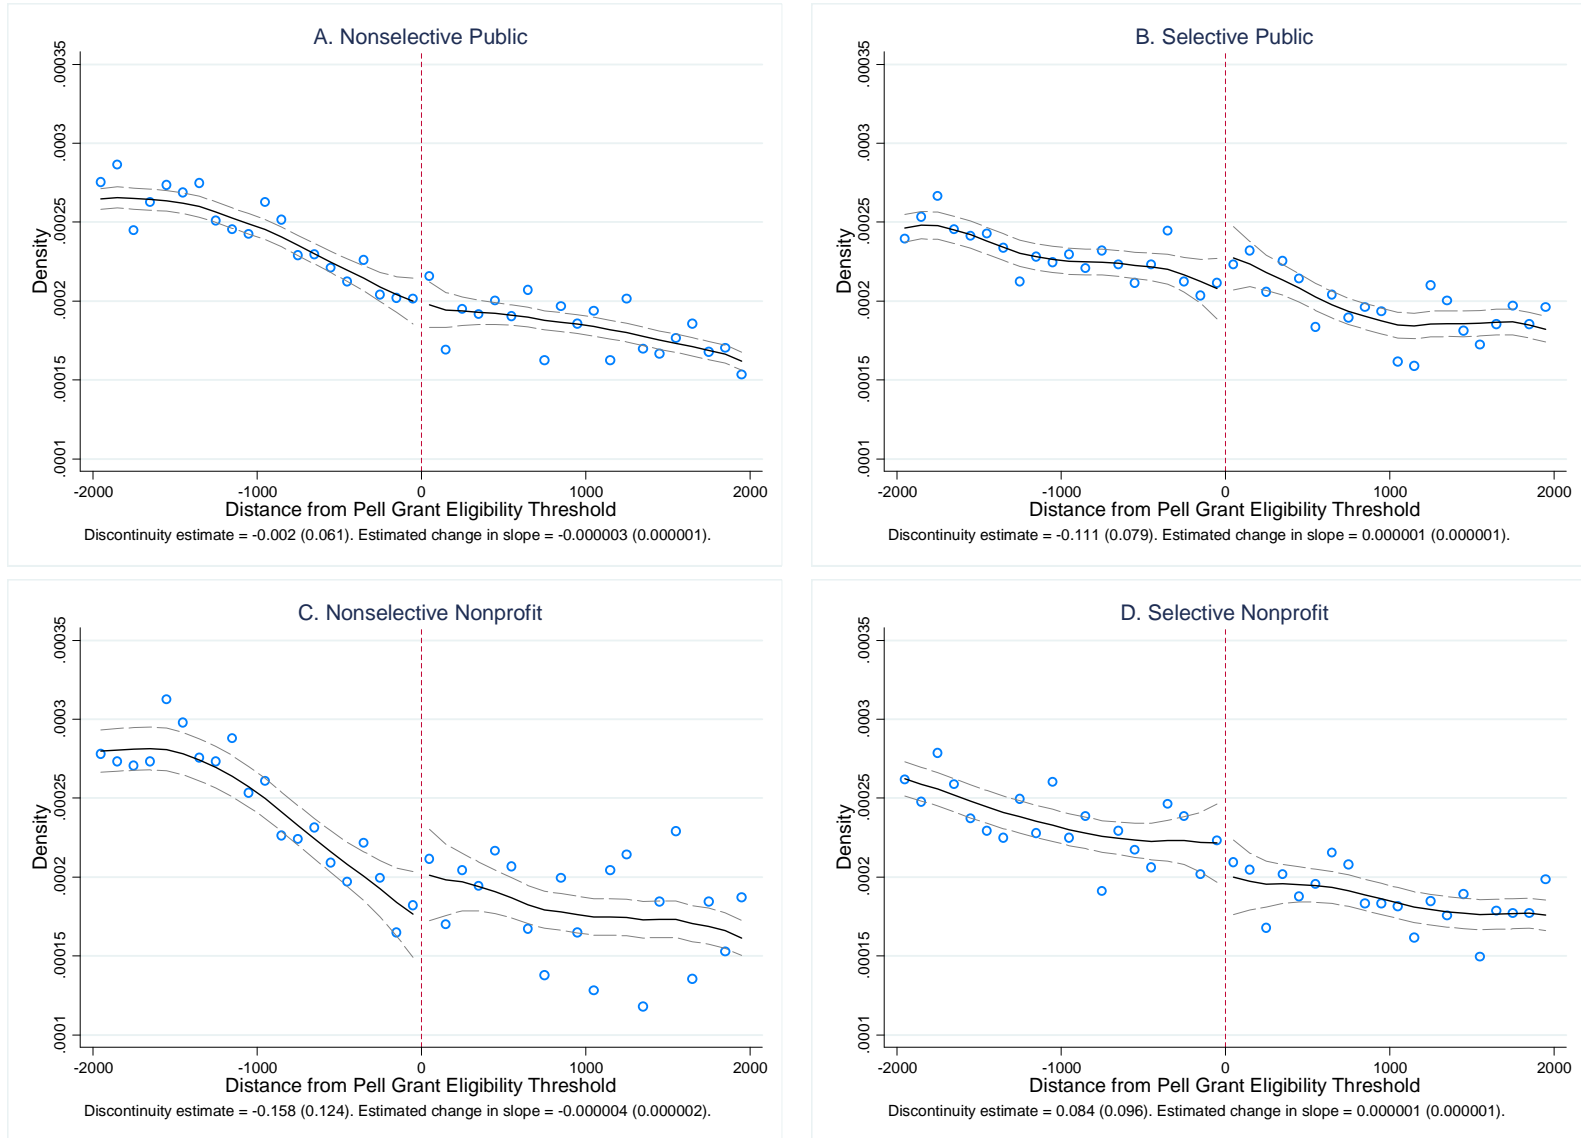 A. Nonselective Public
Density
.00035
.0003
.00025
.0002
.00015
.0001
-2000 -1000 0 1000 2000
Distance from Pell Grant Eligibility Threshold
Discontinuity estimate = -0.002 (0.061). Estimated change in slope = -0.000003 (0.000001).
B. Selective Public
Density
.00035
.0003
.00025
.0002
.00015
.0001
-2000 -1000 0 1000 2000
Distance from Pell Grant Eligibility Threshold
Discontinuity estimate = -0.111 (0.079). Estimated change in slope = 0.000001 (0.000001).
C. Nonselective Nonprofit
Density
.00035
.0003
.00025
.0002
.00015
.0001
-2000 -1000 0 1000 2000
Distance from Pell Grant Eligibility Threshold
Discontinuity estimate = -0.158 (0.124). Estimated change in slope = -0.000004 (0.000002).
D. Selective Nonprofit
Density
.00035
.0003
.00025
.0002
.00015
.0001
-2000 -1000 0 1000 2000
Distance from Pell Grant Eligibility Threshold
Discontinuity estimate = 0.084 (0.096). Estimated change in slope = 0.000001 (0.000001).